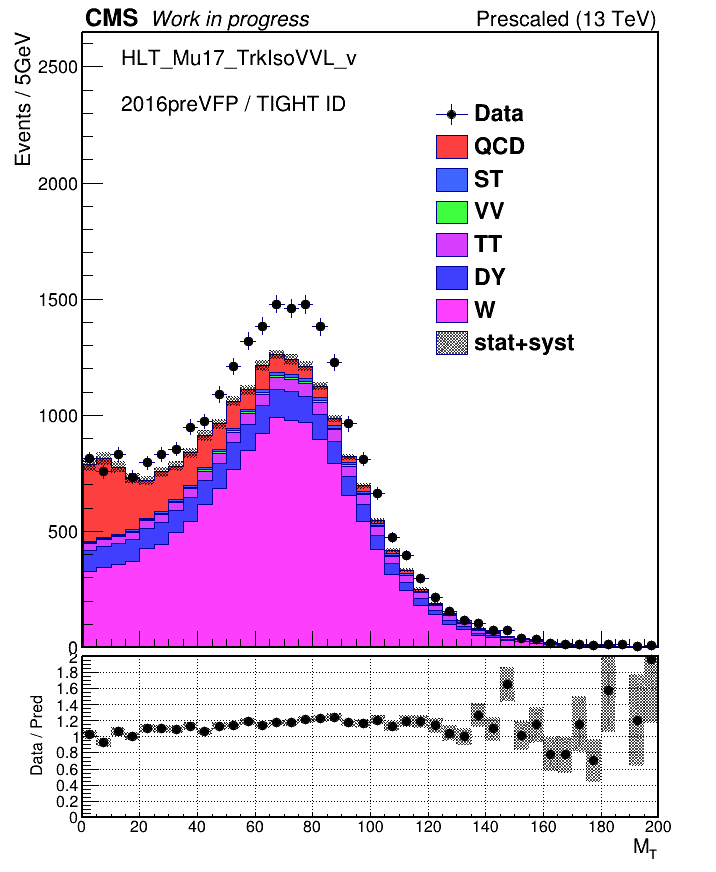 CMS Work in progress Prescaled (13 TeV)
Events / 5GeV
HLT_Mu17_TrkIsoVVL_v
2016preVFP / TIGHT ID
Data
QCD
ST
VV
TT
DY
W
stat+syst
2500
2000
1500
1000
500
0
Data / Pred
2
1.8
1.6
1.4
1.2
1
0.8
0.6
0.4
0.2
0
0 20 40 60 80 100 120 140 160 180 200
M_T